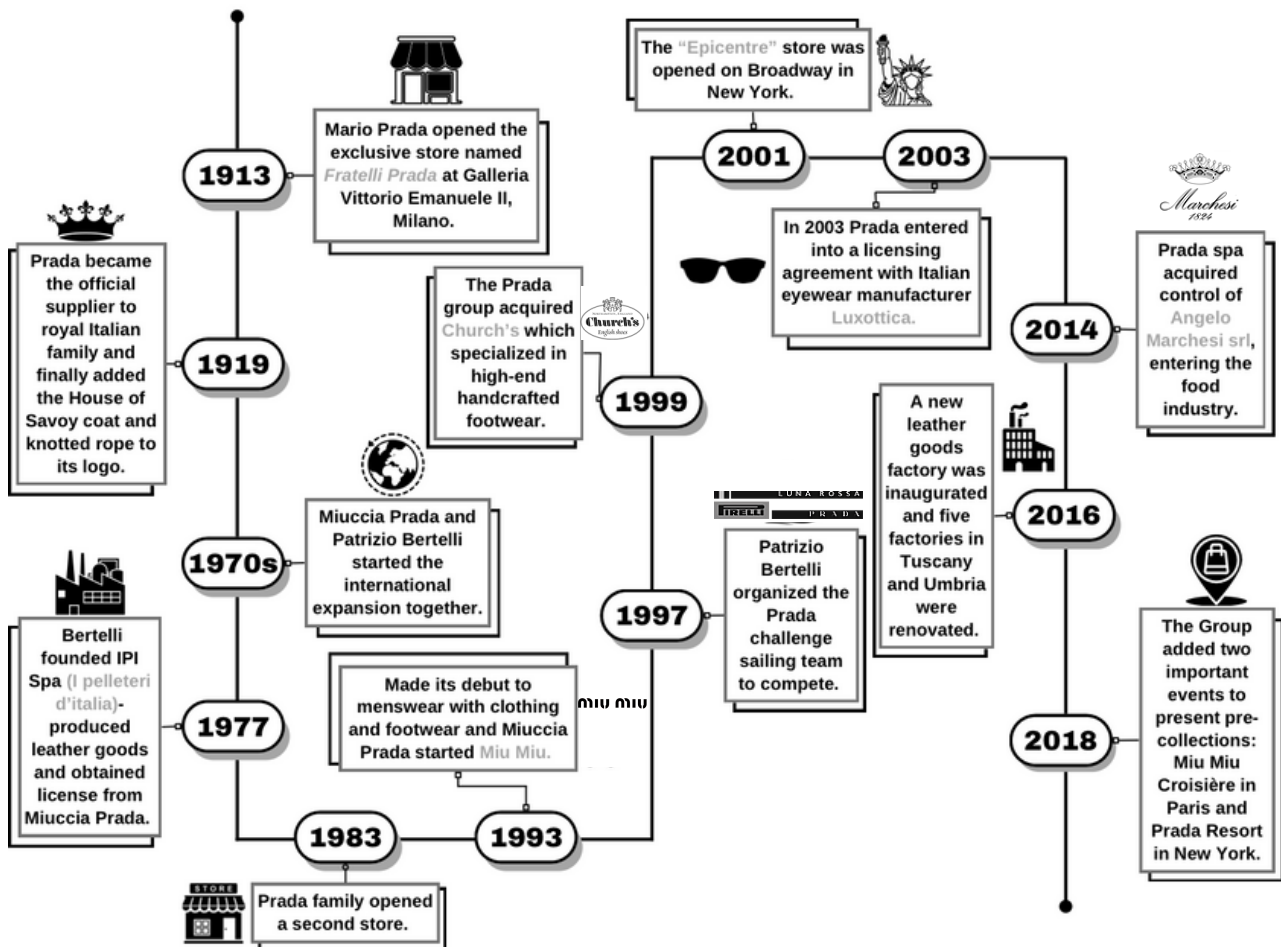 1913
Mario Prada opened the
exclusive store named
Fratelli Prada at Galleria
Vittorio Emanuele II,
Milano.
1919
Prada became
the official
supplier to
royal Italian
family and
finally added
the House of
Savoy coat and
knotted rope to
its logo.
1970s
Miuccia Prada and
Patrizio Bertelli
started the
international
expansion together.
1977
Bertelli
founded IPI
Spa (I pelleteri
d'italia)-
produced
leather goods
and obtained
license from
Miuccia Prada.
1983
STORE
Prada family opened
a second store.
1993
Made its debut to
menswear with clothing
and footwear and Miuccia
Prada started Miu Miu.
miu miu
1997
LUNA ROSSA
PIRELLI
PRADA
Patrizio
Bertelli
organized the
Prada
challenge
sailing team
to compete.
1999
The Prada
group acquired
Church's which
specialized in
high-end
handcrafted
footwear.
Church's
English shoes
2001
The “Epicentre” store was
opened on Broadway in
New York.
2003
In 2003 Prada entered
into a licensing
agreement with Italian
eyewear manufacturer
Luxottica.
2014
Marchesi
1824
Prada spa
acquired
control of
Angelo
Marchesi srl,
entering the
food
industry.
2016
A new
leather
goods
factory was
inaugurated
and five
factories in
Tuscany
and Umbria
were
renovated.
2018
The Group
added two
important
events to
present pre-
collections:
Miu Miu
Croisière in
Paris and
Prada Resort
in New York.